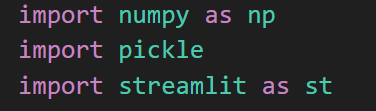 import numpy as np
import pickle
import streamlit as st